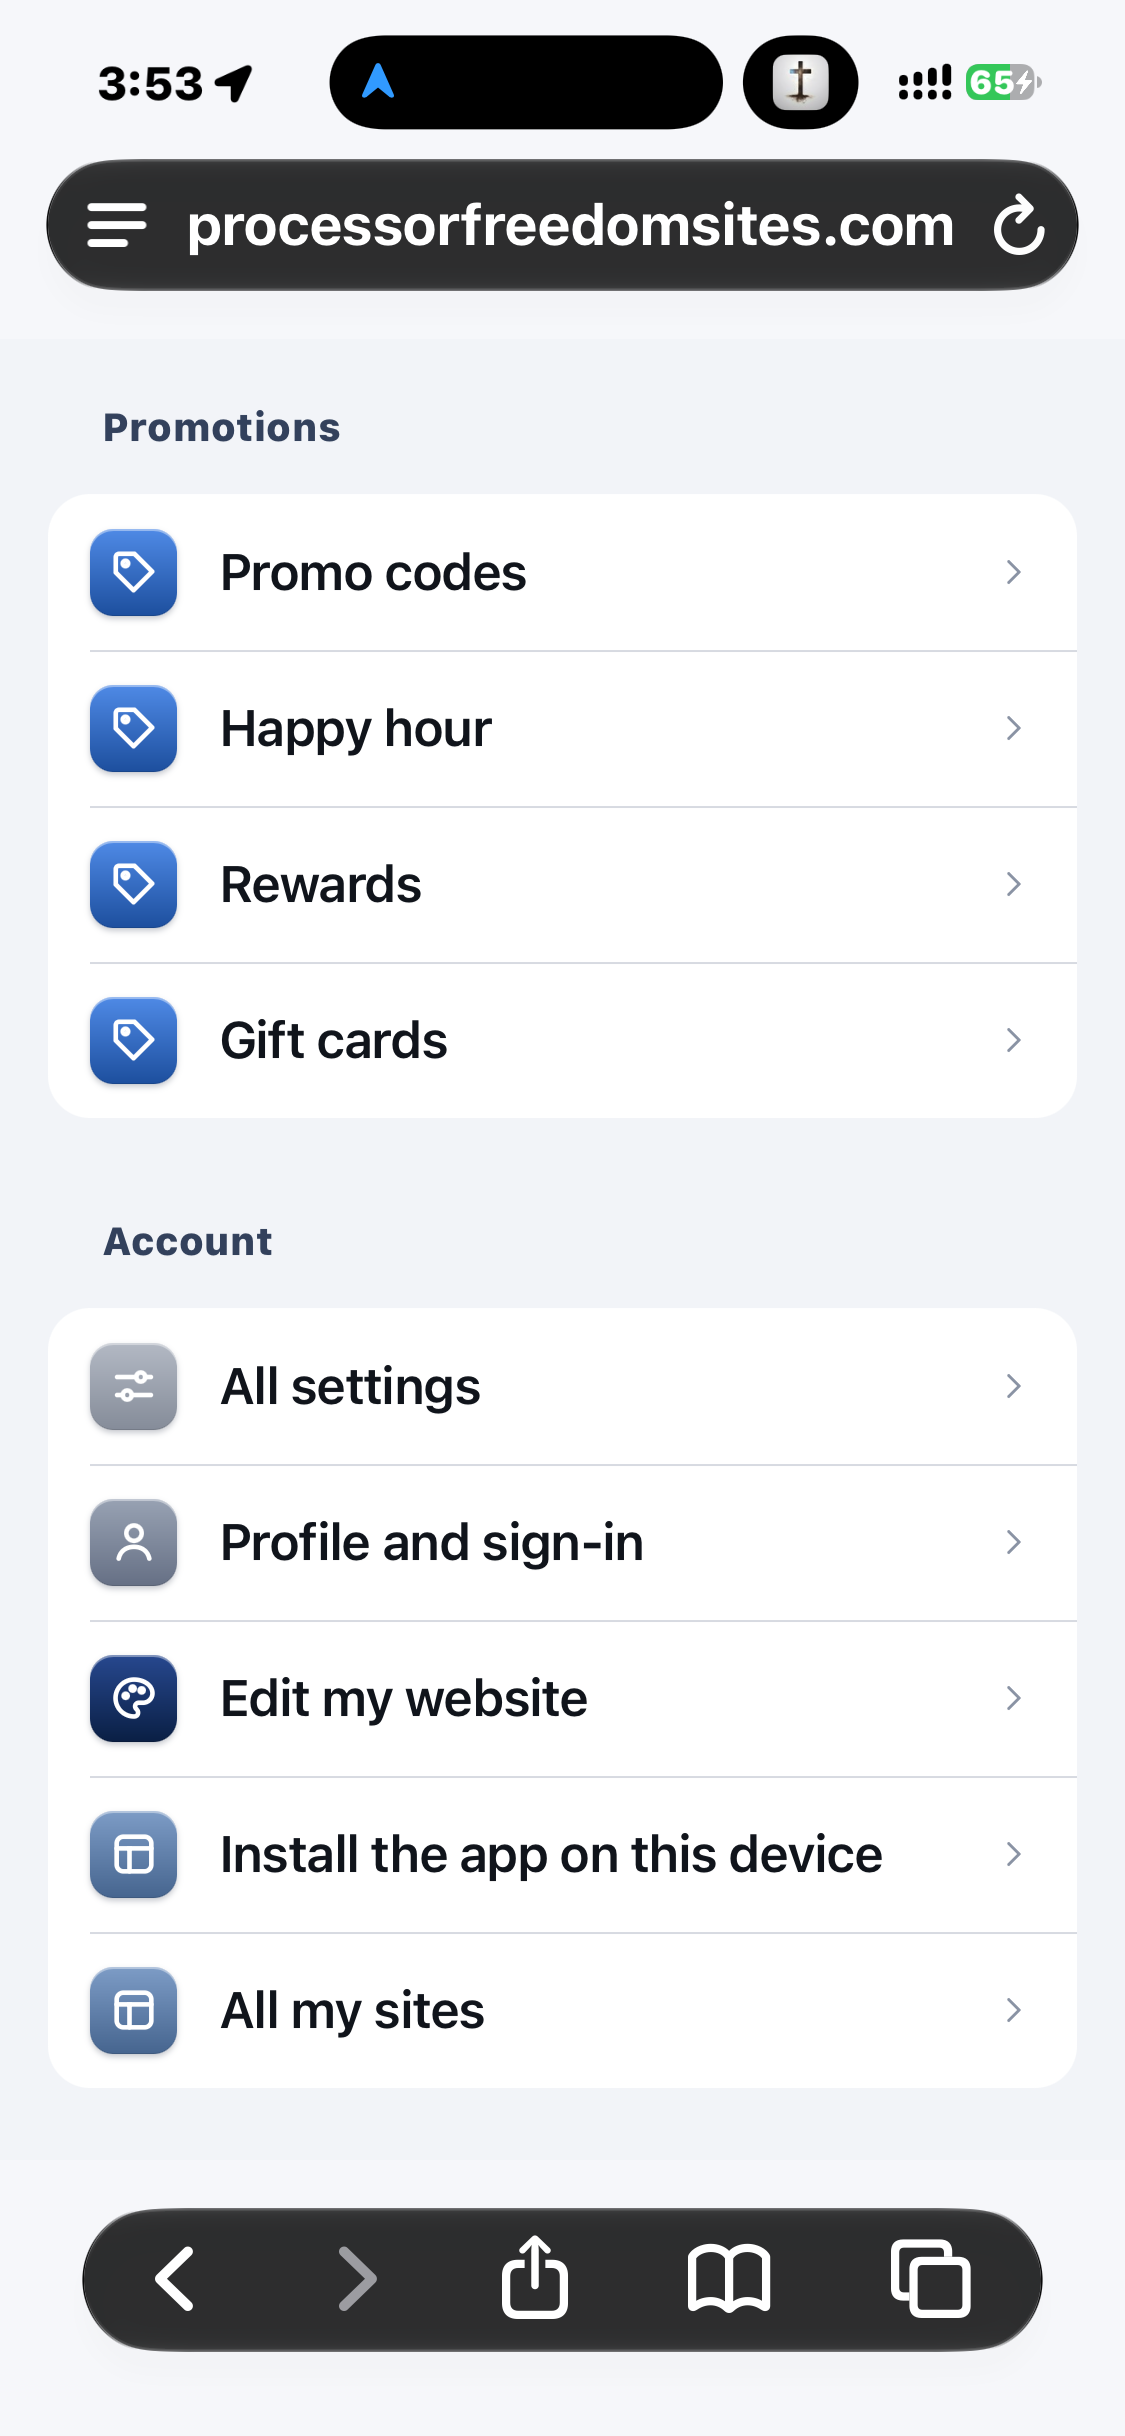 3:53
65
processorfreedomsites.com
Promotions
Promo codes
Happy hour
Rewards
Gift cards
Account
All settings
Profile and sign-in
Edit my website
Install the app on this device
All my sites